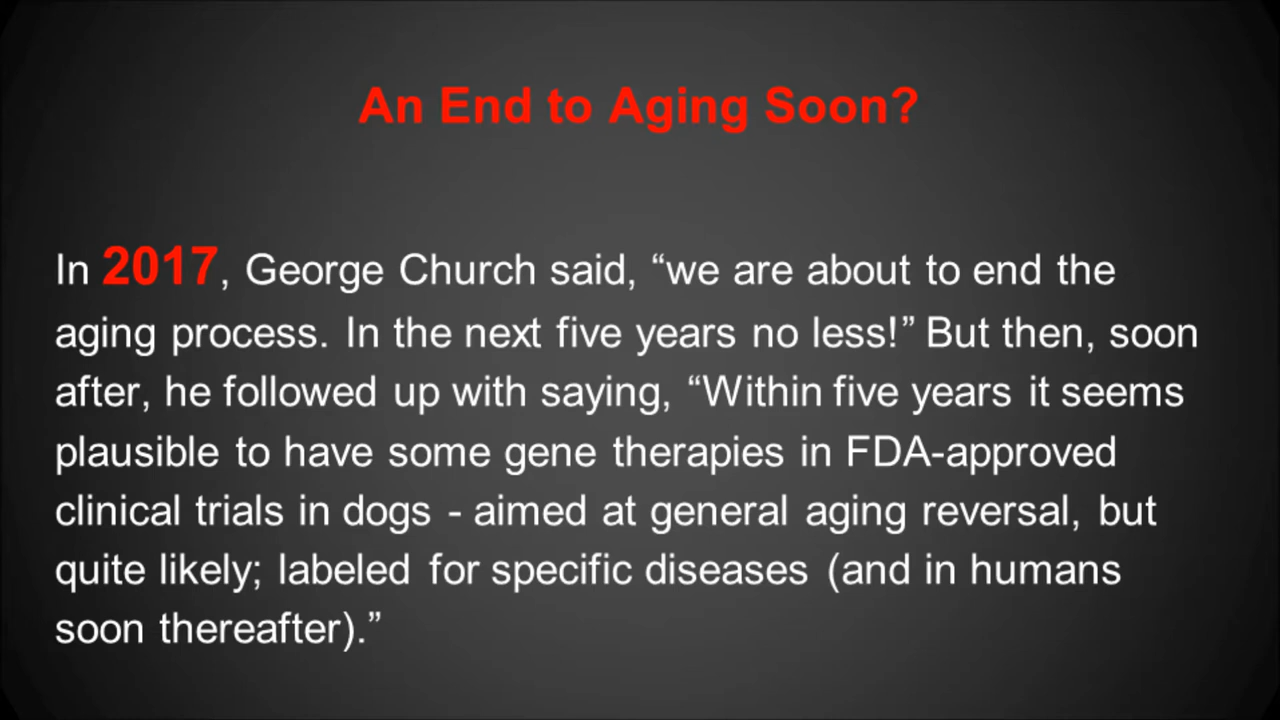 An End to Aging Soon?
In 2017, George Church said, “we are about to end the
aging process. In the next five years no less!” But then, soon
after, he followed up with saying, “Within five years it seems
plausible to have some gene therapies in FDA-approved
clinical trials in dogs - aimed at general aging reversal, but
quite likely; labeled for specific diseases (and in humans
soon thereafter).”